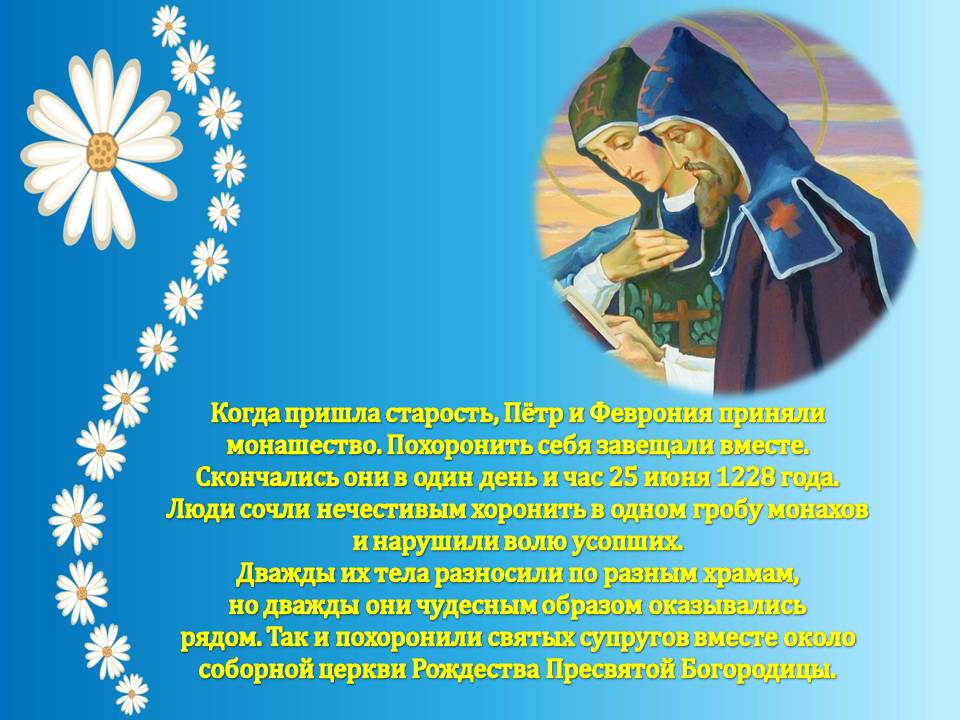 Когда пришла старость, Пётр и Феврония приняли
монашество. Похоронить себя завещали вместе.
Скончались они в один день и час 25 июня 1228 года.
Люди сочли нечестивым хоронить в одном гробу монахов
и нарушили волю усопших.
Дважды их тела разносили по разным храмам,
но дважды они чудесным образом оказывались
рядом. Так и похоронили святых супругов вместе около
соборной церкви Рождества Пресвятой Богородицы.